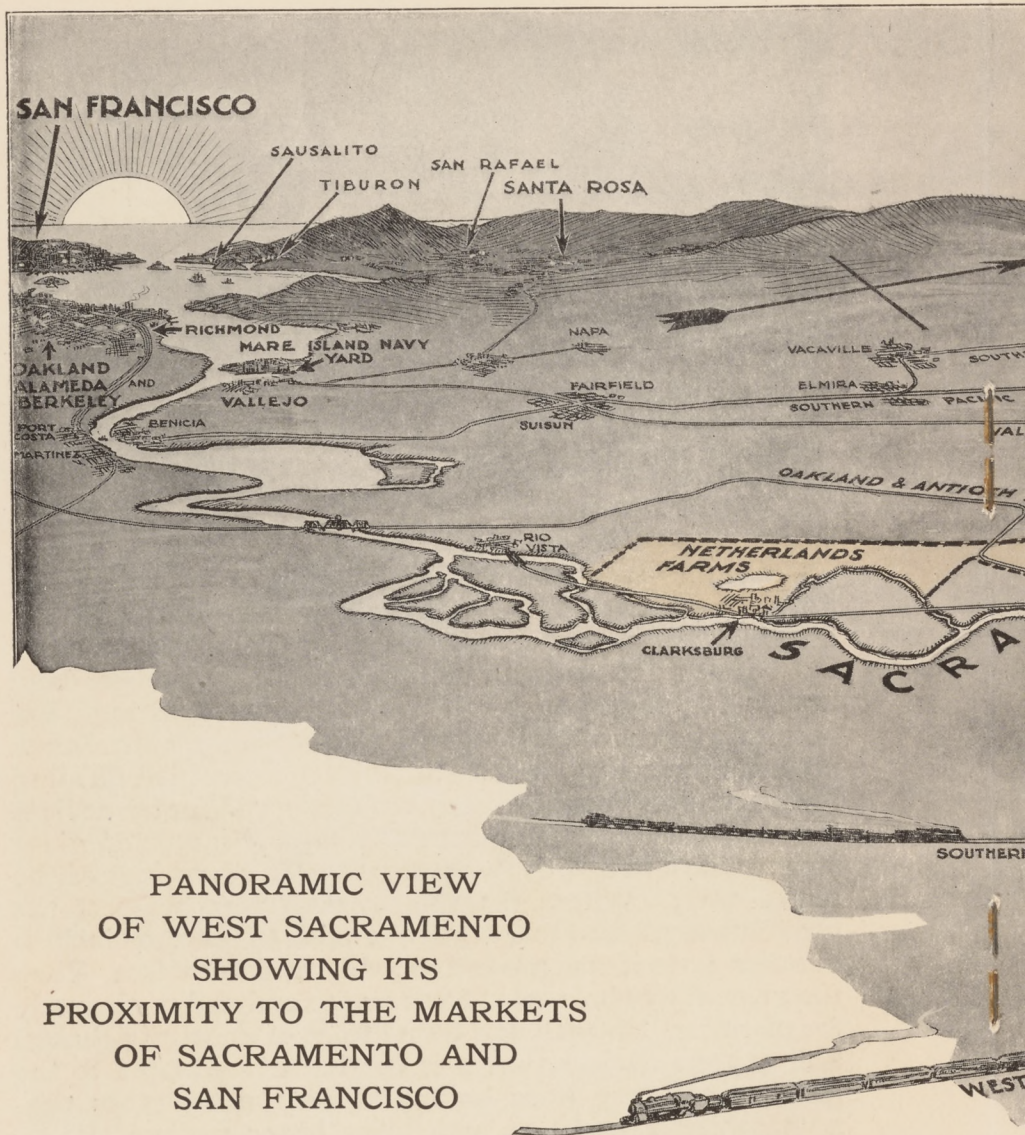 SAN FRANCISCO
SAUSALITO
TIBURON
SAN RAFAEL
SANTA ROSA
RICHMOND
MARE ISLAND NAVY
YARD
OAKLAND
ALAMEDA AND
BERKELEY
VALLEJO
NAPA
VACAVILLE
SOUTH
ELMIRA
FAIRFIELD
SOUTHERN PACIFIC
SUISUN
VAL
PORT
COSTA
BENICIA
MARTINEZ
OAKLAND & ANTIOCH
RIO
VISTA
NETHERLANDS
FARMS
CLARKSBURG
SACRA
SOUTHERN
PANORAMIC VIEW
OF WEST SACRAMENTO
SHOWING ITS
PROXIMITY TO THE MARKETS
OF SACRAMENTO AND
SAN FRANCISCO
WEST